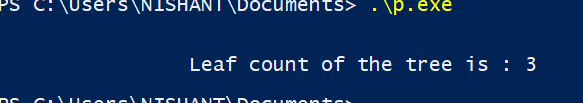 PS C:\Users\NISHANT\Documents> .\p.exe
Leaf count of the tree is : 3
PS C:\Users\NISHANT\Documents>